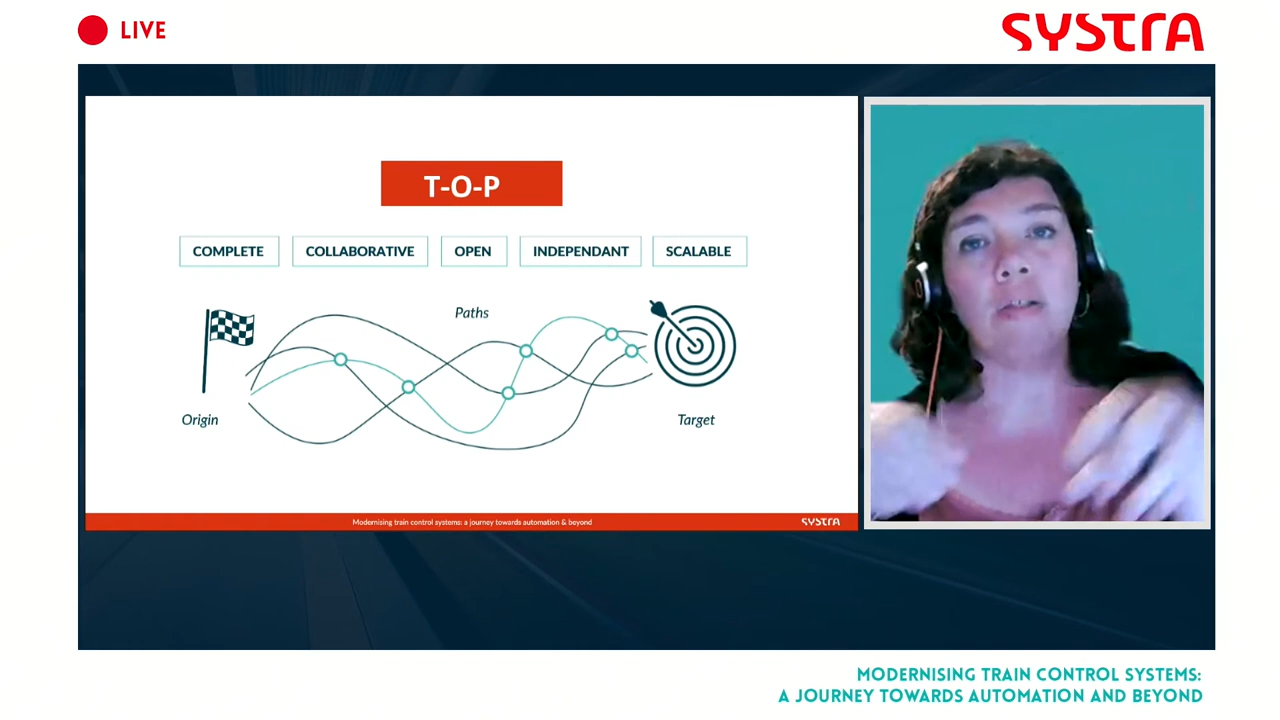 LIVE
SYSTRA
T-O-P
COMPLETE
COLLABORATIVE
OPEN
INDEPENDANT
SCALABLE
Paths
Origin
Target
Modernising train control systems: a journey towards automation & beyond
SYSTRA
MODERNISING TRAIN CONTROL SYSTEMS:
A JOURNEY TOWARDS AUTOMATION AND BEYOND